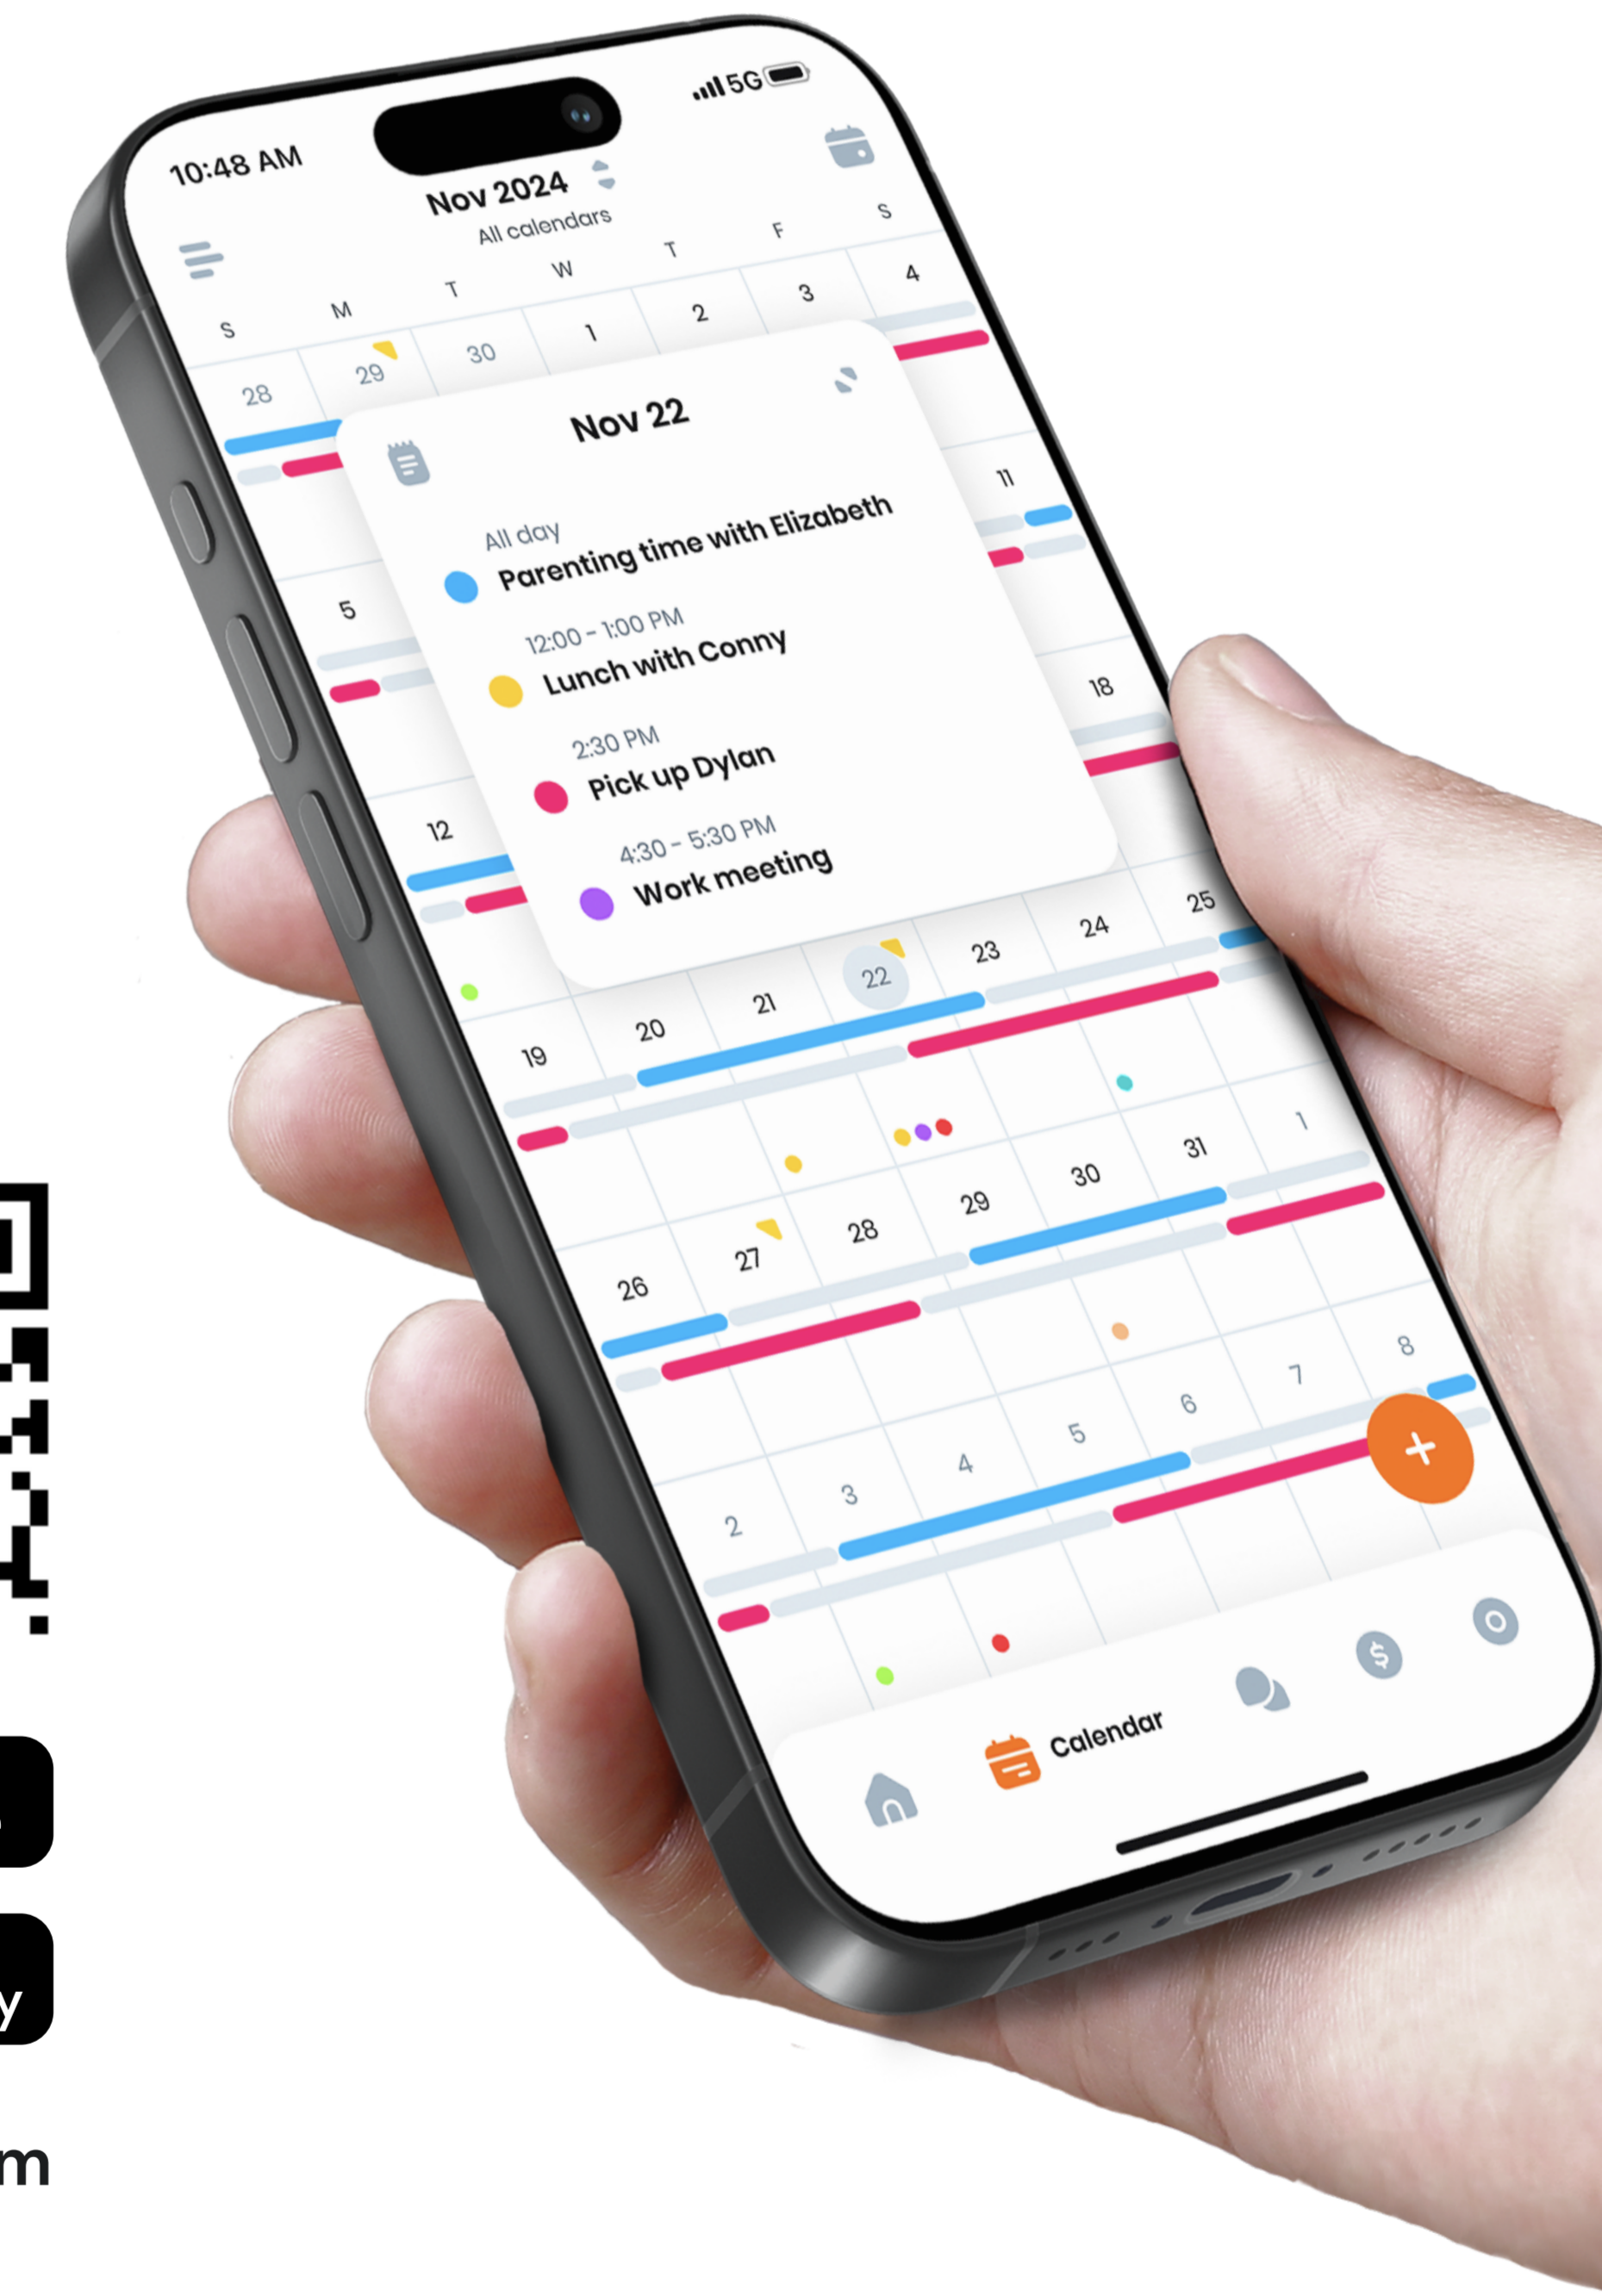 10:48 AM
5G
Nov 2024
All calendars
S M T W T F S
28 29 30 1 2 3 4
Nov 22
All day
Parenting time with Elizabeth
12:00 - 1:00 PM
Lunch with Conny
2:30 PM
Pick up Dylan
4:30 - 5:30 PM
Work meeting
5 11
12 18
19 20 21 22 23 24 25
26 27 28 29 30 31 1
2 3 4 5 6 7 8
+
$
Calendar
y
m